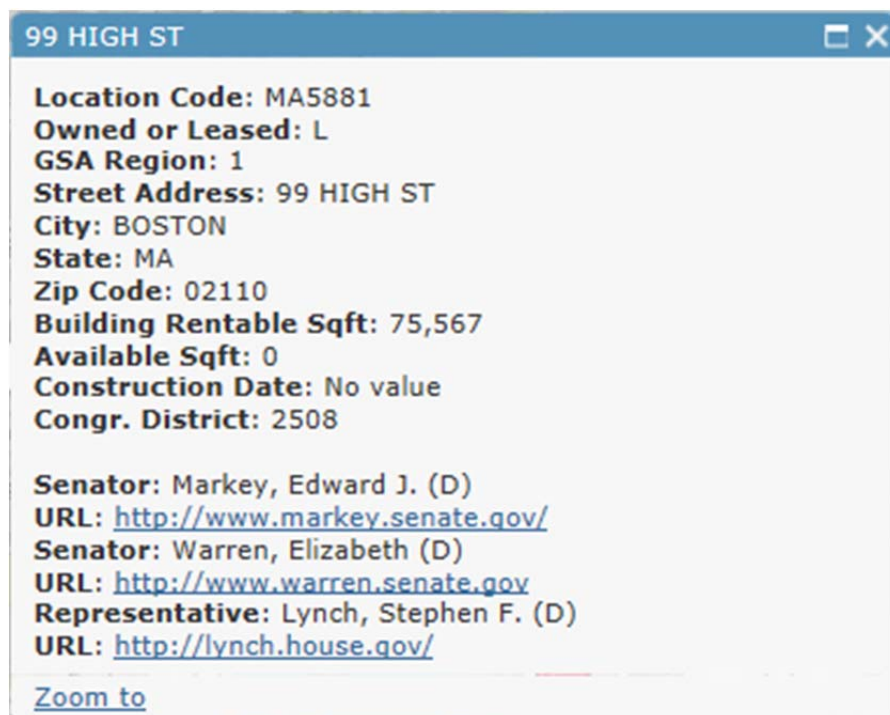 99 HIGH ST
Location Code: MA5881
Owned or Leased: L
GSA Region: 1
Street Address: 99 HIGH ST
City: BOSTON
State: MA
Zip Code: 02110
Building Rentable Sqft: 75,567
Available Sqft: 0
Construction Date: No value
Congr. District: 2508
Senator: Markey, Edward J. (D)
URL: http://www.markey.senate.gov/
Senator: Warren, Elizabeth (D)
URL: http://www.warren.senate.gov
Representative: Lynch, Stephen F. (D)
URL: http://lynch.house.gov/
Zoom to